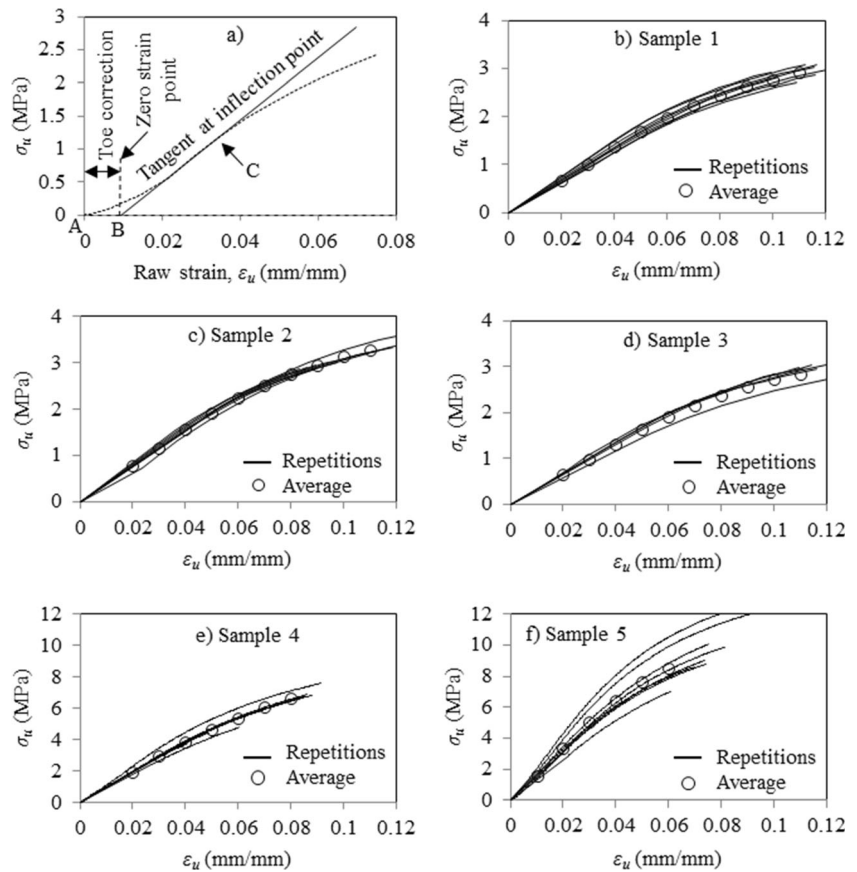 a)
σu (MPa)
3
2.5
2
1.5
1
0.5
0
Toe correction
Zero strain
point
Tangent at inflection point
C
A
B
0
0.02
0.04
0.06
0.08
Raw strain, εu (mm/mm)
b) Sample 1
σu (MPa)
4
3
2
1
0
Repetitions
Average
0
0.02
0.04
0.06
0.08
0.1
0.12
εu (mm/mm)
c) Sample 2
σu (MPa)
4
3
2
1
0
Repetitions
Average
0
0.02
0.04
0.06
0.08
0.1
0.12
εu (mm/mm)
d) Sample 3
σu (MPa)
4
3
2
1
0
Repetitions
Average
0
0.02
0.04
0.06
0.08
0.1
0.12
εu (mm/mm)
e) Sample 4
σu (MPa)
10
8
6
4
2
0
Repetitions
Average
0
0.02
0.04
0.06
0.08
0.1
0.12
εu (mm/mm)
f) Sample 5
σu (MPa)
12
10
8
6
4
2
0
Repetitions
Average
0
0.02
0.04
0.06
0.08
0.1
0.12
εu (mm/mm)